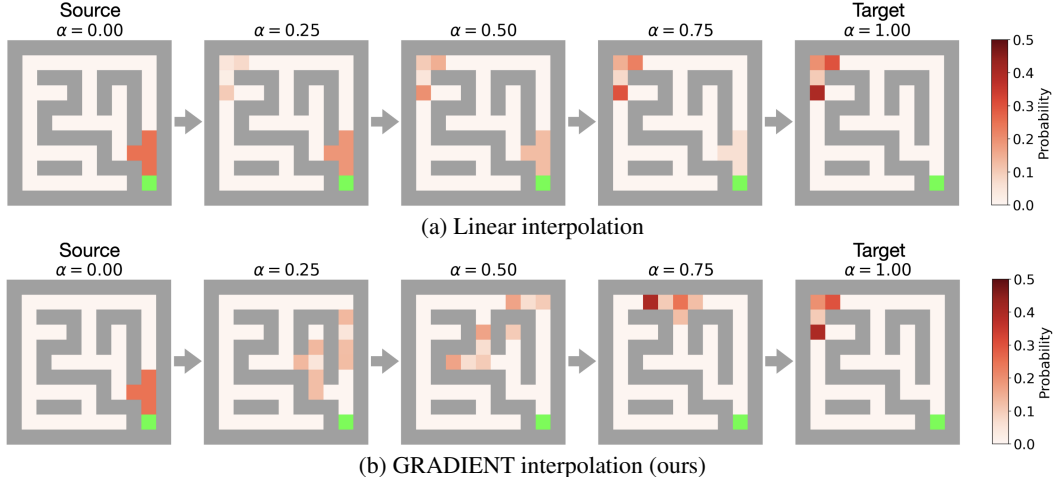 Source Target
α = 0.00 α = 0.25 α = 0.50 α = 0.75 α = 1.00
0.5
0.4
0.3
0.2
0.1
0.0
Probability
(a) Linear interpolation
Source Target
α = 0.00 α = 0.25 α = 0.50 α = 0.75 α = 1.00
0.5
0.4
0.3
0.2
0.1
0.0
Probability
(b) GRADIENT interpolation (ours)